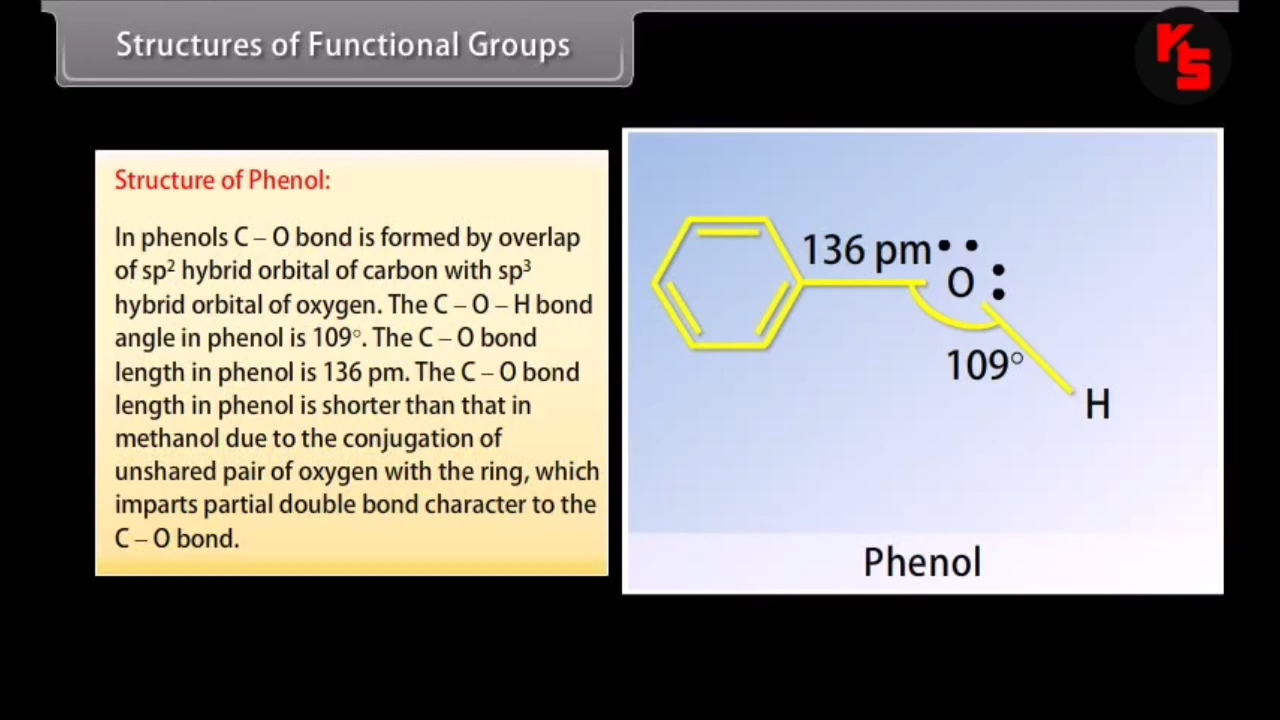 Structures of Functional Groups
KS
Structure of Phenol:
In phenols C – O bond is formed by overlap
of sp² hybrid orbital of carbon with sp³
hybrid orbital of oxygen. The C – O – H bond
angle in phenol is 109°. The C – O bond
length in phenol is 136 pm. The C – O bond
length in phenol is shorter than that in
methanol due to the conjugation of
unshared pair of oxygen with the ring, which
imparts partial double bond character to the
C – O bond.
136 pm
O
109°
H
Phenol